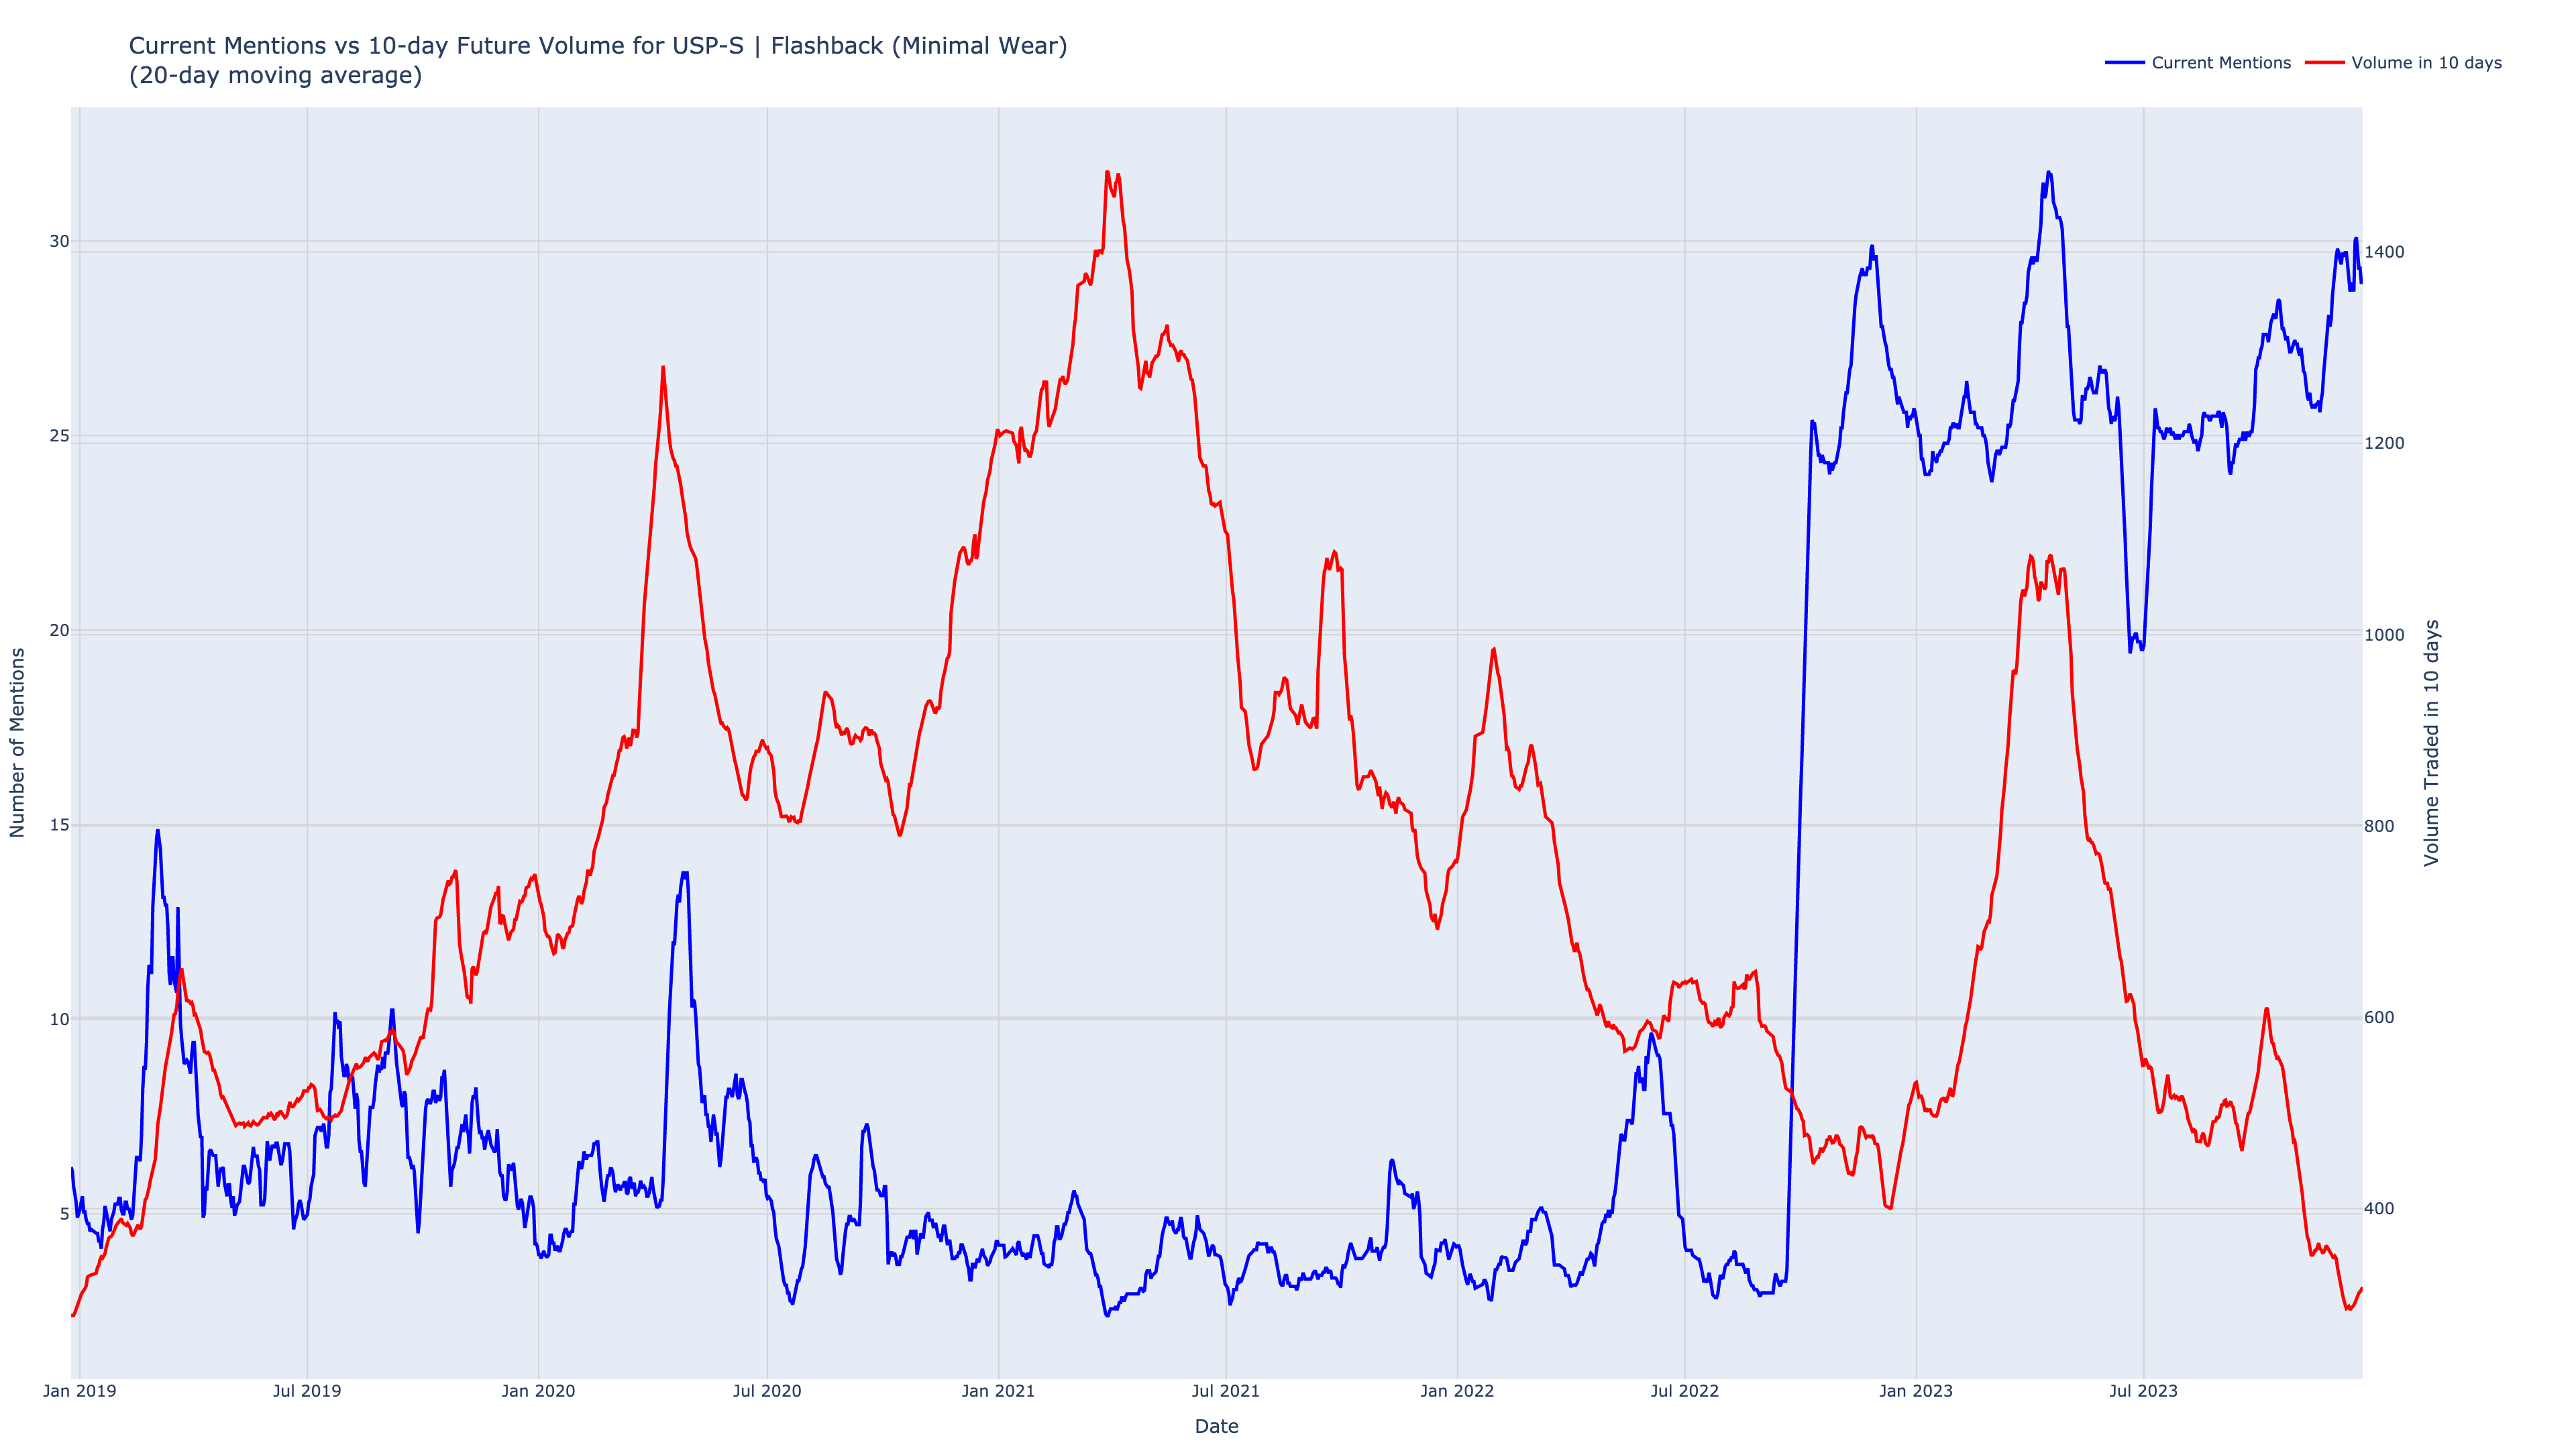 Current Mentions vs 10-day Future Volume for USP-S | Flashback (Minimal Wear)
(20-day moving average)
Current Mentions
Volume in 10 days
30
25
20
15
10
5
Number of Mentions
1400
1200
1000
800
600
400
Volume Traded in 10 days
Jan 2019
Jul 2019
Jan 2020
Jul 2020
Jan 2021
Jul 2021
Jan 2022
Jul 2022
Jan 2023
Jul 2023
Date